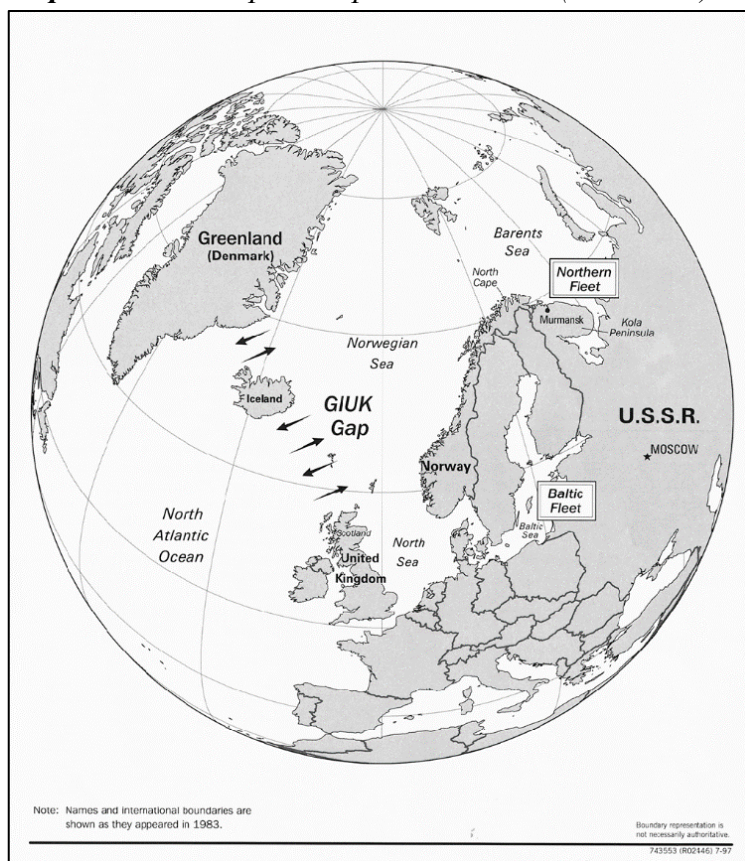 Greenland
(Denmark)
Barents
Sea
North
Cape
Northern
Fleet
Murmansk
Kola
Peninsula
Norwegian
Sea
Iceland
GIUK
Gap
U.S.S.R.
MOSCOW
Norway
Baltic
Fleet
Baltic
Sea
North
Atlantic
Ocean
Scotland
North
Sea
United
Kingdom
Note: Names and international boundaries are
shown as they appeared in 1983.
Boundary representation is
not necessarily authoritative.
743553 (R02446) 7-97